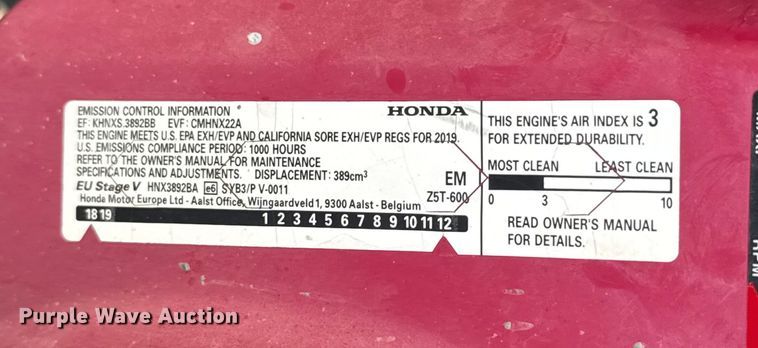 EMISSION CONTROL INFORMATION HONDA
EF: KHNXS.3892BB EVF: CMHNX22A
THIS ENGINE MEETS U.S. EPA EXH/EVP AND CALIFORNIA SORE EXH/EVP REGS FOR 2019.
U.S. EMISSIONS COMPLIANCE PERIOD: 1000 HOURS
REFER TO THE OWNER'S MANUAL FOR MAINTENANCE
SPECIFICATIONS AND ADJUSTMENTS. DISPLACEMENT: 389cm³ EM
EU Stage V HNX3892BA e6 SYB3/P V-0011 Z5T-600
Honda Motor Europe Ltd - Aalst Office, Wijngaardveld 1, 9300 Aalst - Belgium
18 19 1 2 3 4 5 6 7 8 9 10 11 12
THIS ENGINE'S AIR INDEX IS 3
FOR EXTENDED DURABILITY.
MOST CLEAN LEAST CLEAN
0 3 10
READ OWNER'S MANUAL
FOR DETAILS.
Purple Wave Auction